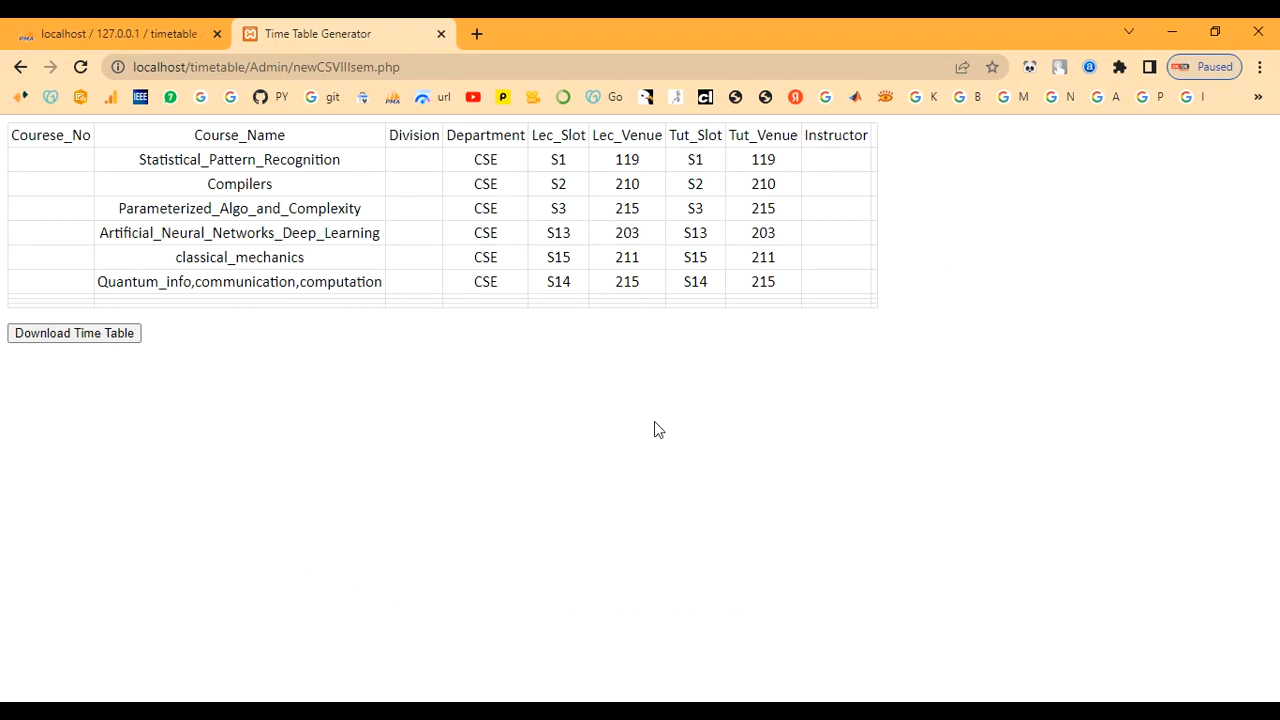 localhost / 127.0.0.1 / timetable
Time Table Generator
localhost/timetable/Admin/newCSVIIIsem.php
Paused
IEEE PY git PMA url Go K B M N A P I »
Courese_No Course_Name Division Department Lec_Slot Lec_Venue Tut_Slot Tut_Venue Instructor
Statistical_Pattern_Recognition CSE S1 119 S1 119
Compilers CSE S2 210 S2 210
Parameterized_Algo_and_Complexity CSE S3 215 S3 215
Artificial_Neural_Networks_Deep_Learning CSE S13 203 S13 203
classical_mechanics CSE S15 211 S15 211
Quantum_info,communication,computation CSE S14 215 S14 215
Download Time Table